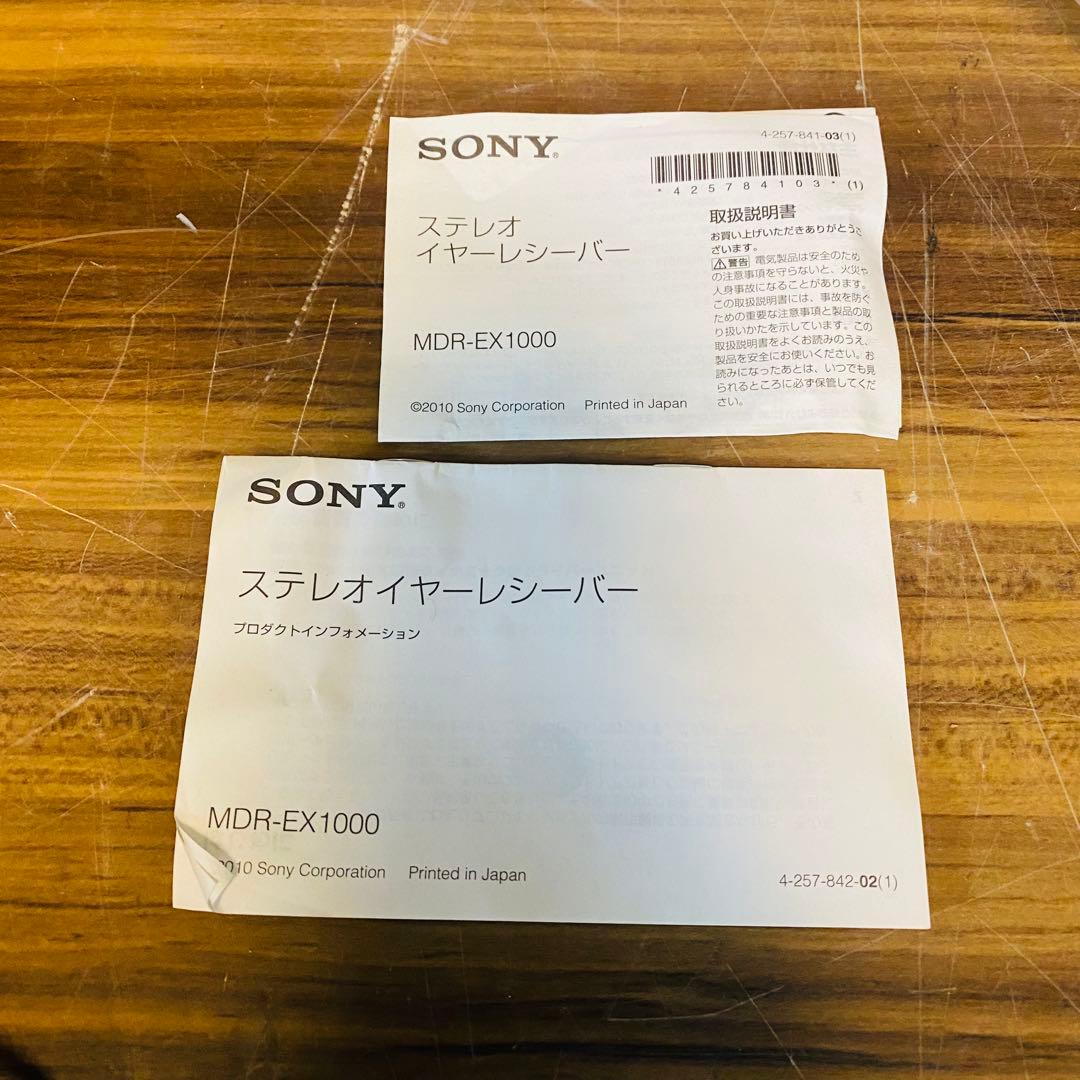 SONY®
4-257-841-03(1)
*425784103* (1)
ステレオ
イヤーレシーバー
MDR-EX1000
©2010 Sony Corporation Printed in Japan
取扱説明書
お買い上げいただきありがとうご
ざいます。
警告 電気製品は安全のため
の注意事項を守らないと、火災や
人身事故になることがあります。
この取扱説明書には、事故を防ぐ
ための重要な注意事項と製品の取
り扱いかたを示しています。この
取扱説明書をよくお読みのうえ、
製品を安全にお使いください。お
読みになったあとは、いつでも見
られるところに必ず保管してくだ
さい。
SONY®
ステレオイヤーレシーバー
プロダクトインフォメーション
MDR-EX1000
2010 Sony Corporation Printed in Japan
4-257-842-02(1)